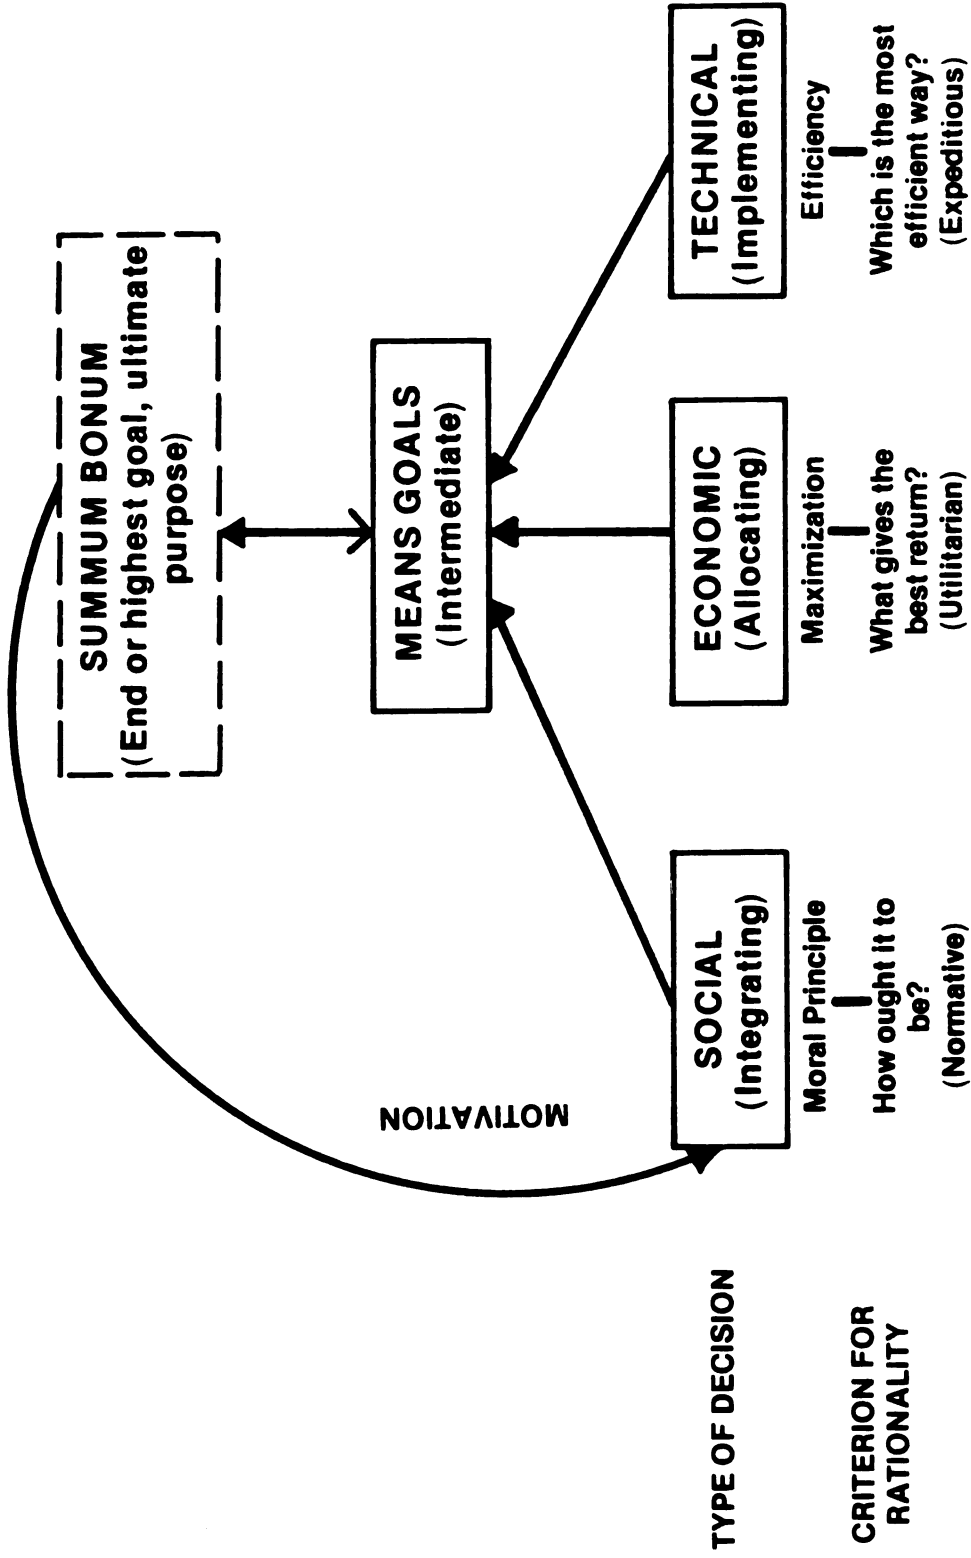 SUMMUM BONUM
(End or highest goal, ultimate
purpose)
MEANS GOALS
(Intermediate)
MOTIVATION
TYPE OF DECISION
SOCIAL
(Integrating)
ECONOMIC
(Allocating)
TECHNICAL
(Implementing)
CRITERION FOR
RATIONALITY
Moral Principle
How ought it to
be?
(Normative)
Maximization
What gives the
best return?
(Utilitarian)
Efficiency
Which is the most
efficient way?
(Expeditious)